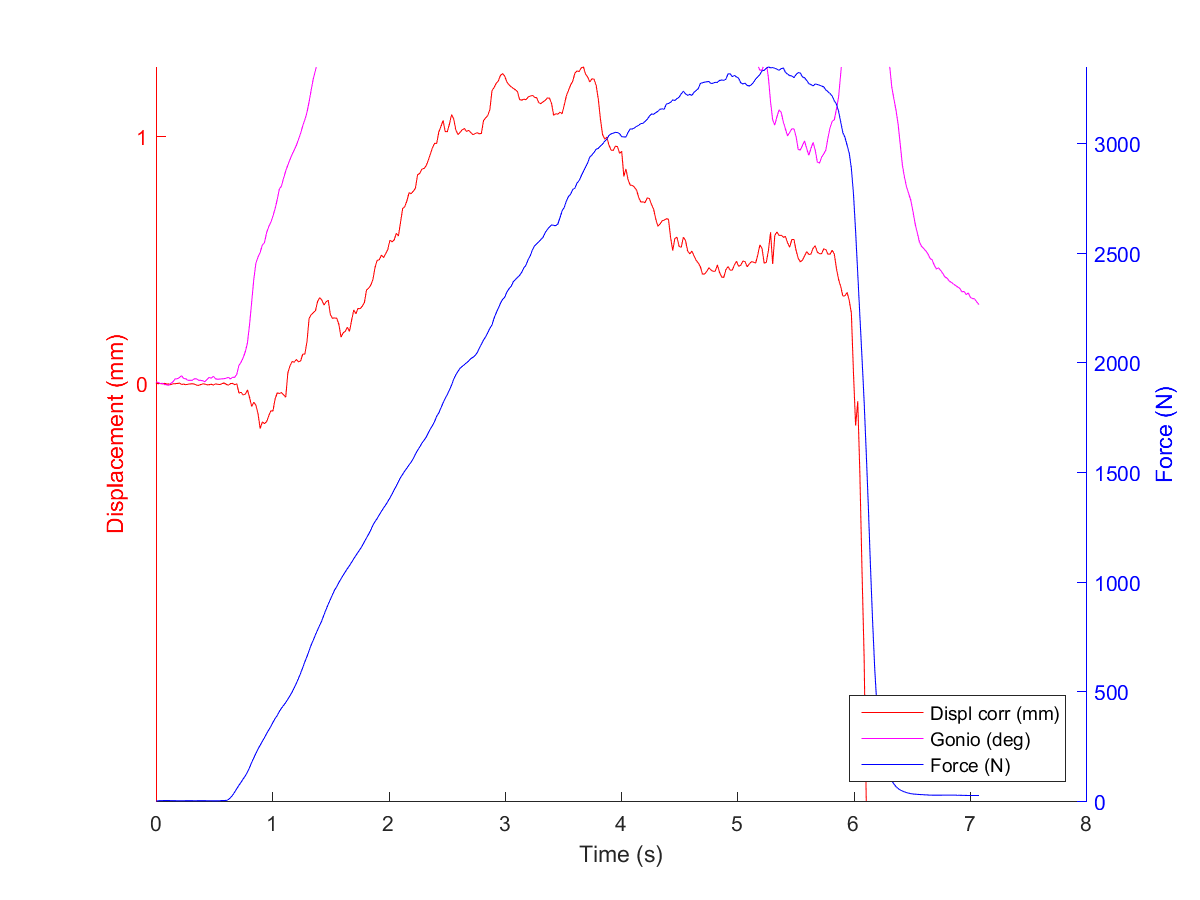 1
0
Displacement (mm)
3000
2500
2000
1500
1000
500
0
Force (N)
Displ corr (mm)
Gonio (deg)
Force (N)
0 1 2 3 4 5 6 7 8
Time (s)